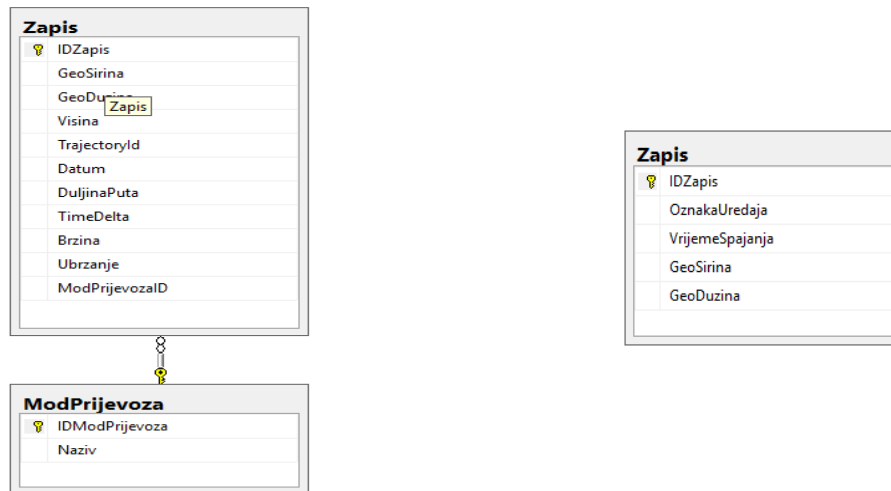 Zapis
IDZapis
GeoSirina
GeoDuzina
Zapis
Visina
TrajectoryId
Datum
DuljinaPuta
TimeDelta
Brzina
Ubrzanje
ModPrijevozaID
ModPrijevoza
IDModPrijevoza
Naziv
Zapis
IDZapis
OznakaUredaja
VrijemeSpajanja
GeoSirina
GeoDuzina